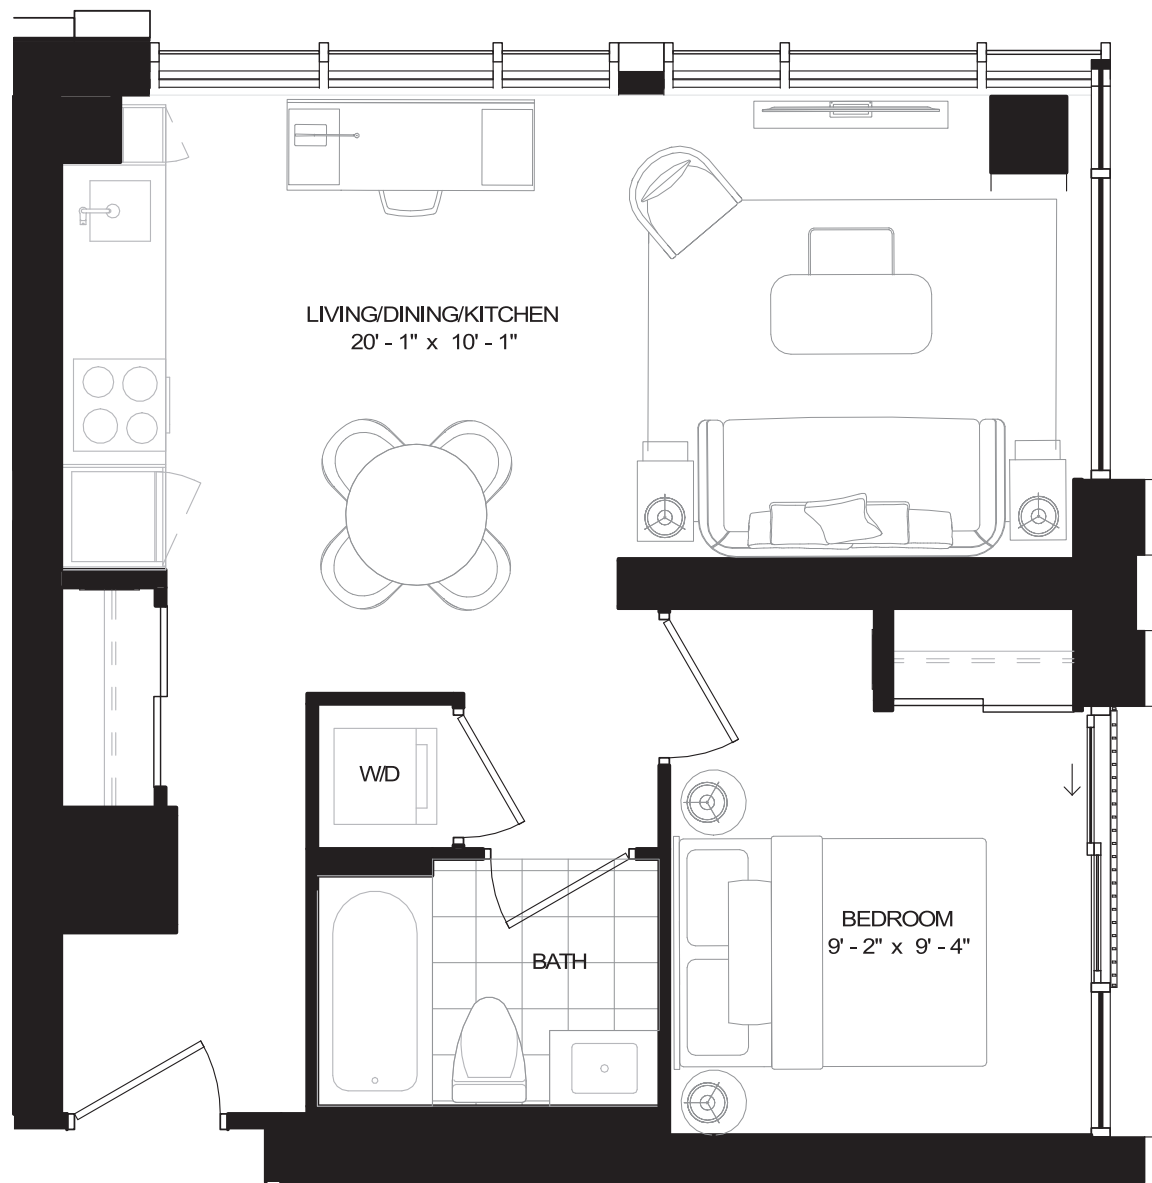 LIVING/DINING/KITCHEN
20' - 1" x 10' - 1"
W/D
BEDROOM
9' - 2" x 9' - 4"
BATH